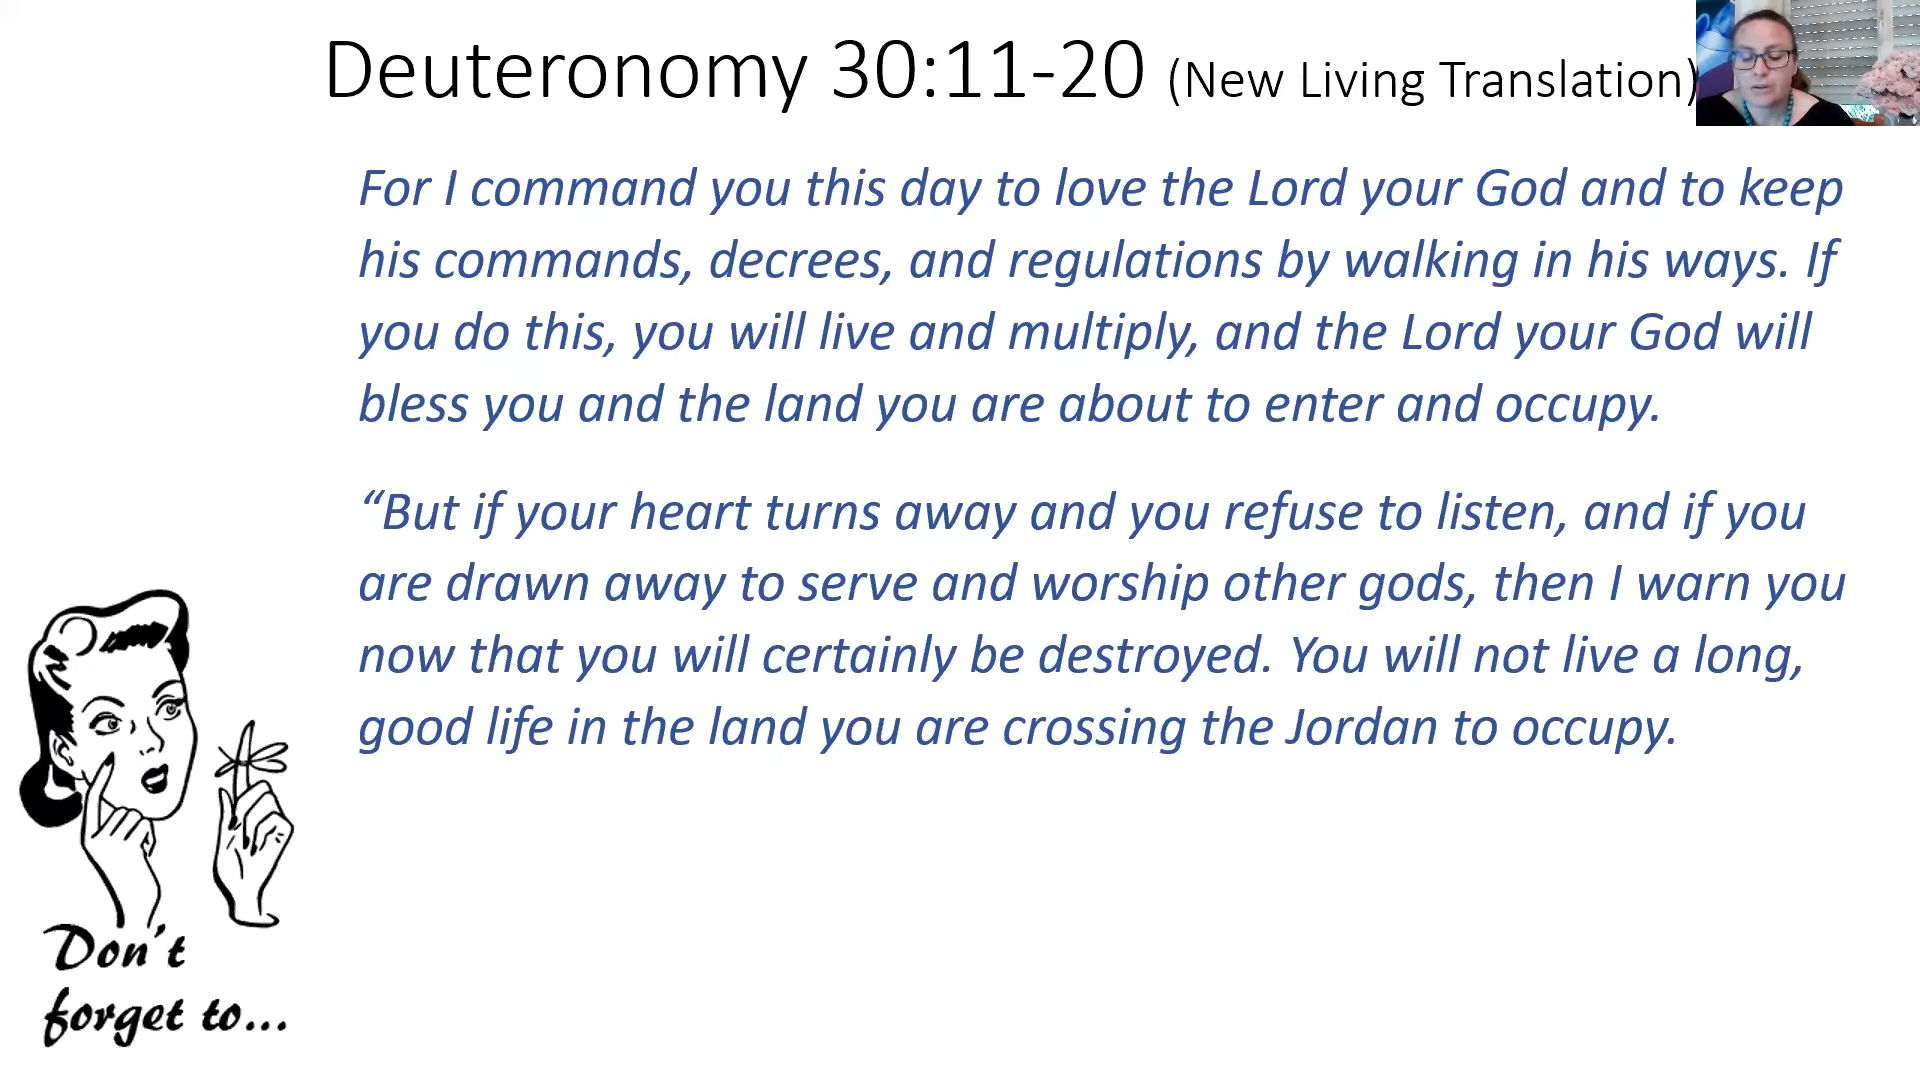 Deuteronomy 30:11-20 (New Living Translation)
For I command you this day to love the Lord your God and to keep
his commands, decrees, and regulations by walking in his ways. If
you do this, you will live and multiply, and the Lord your God will
bless you and the land you are about to enter and occupy.
“But if your heart turns away and you refuse to listen, and if you
are drawn away to serve and worship other gods, then I warn you
now that you will certainly be destroyed. You will not live a long,
good life in the land you are crossing the Jordan to occupy.
Don't
forget to...